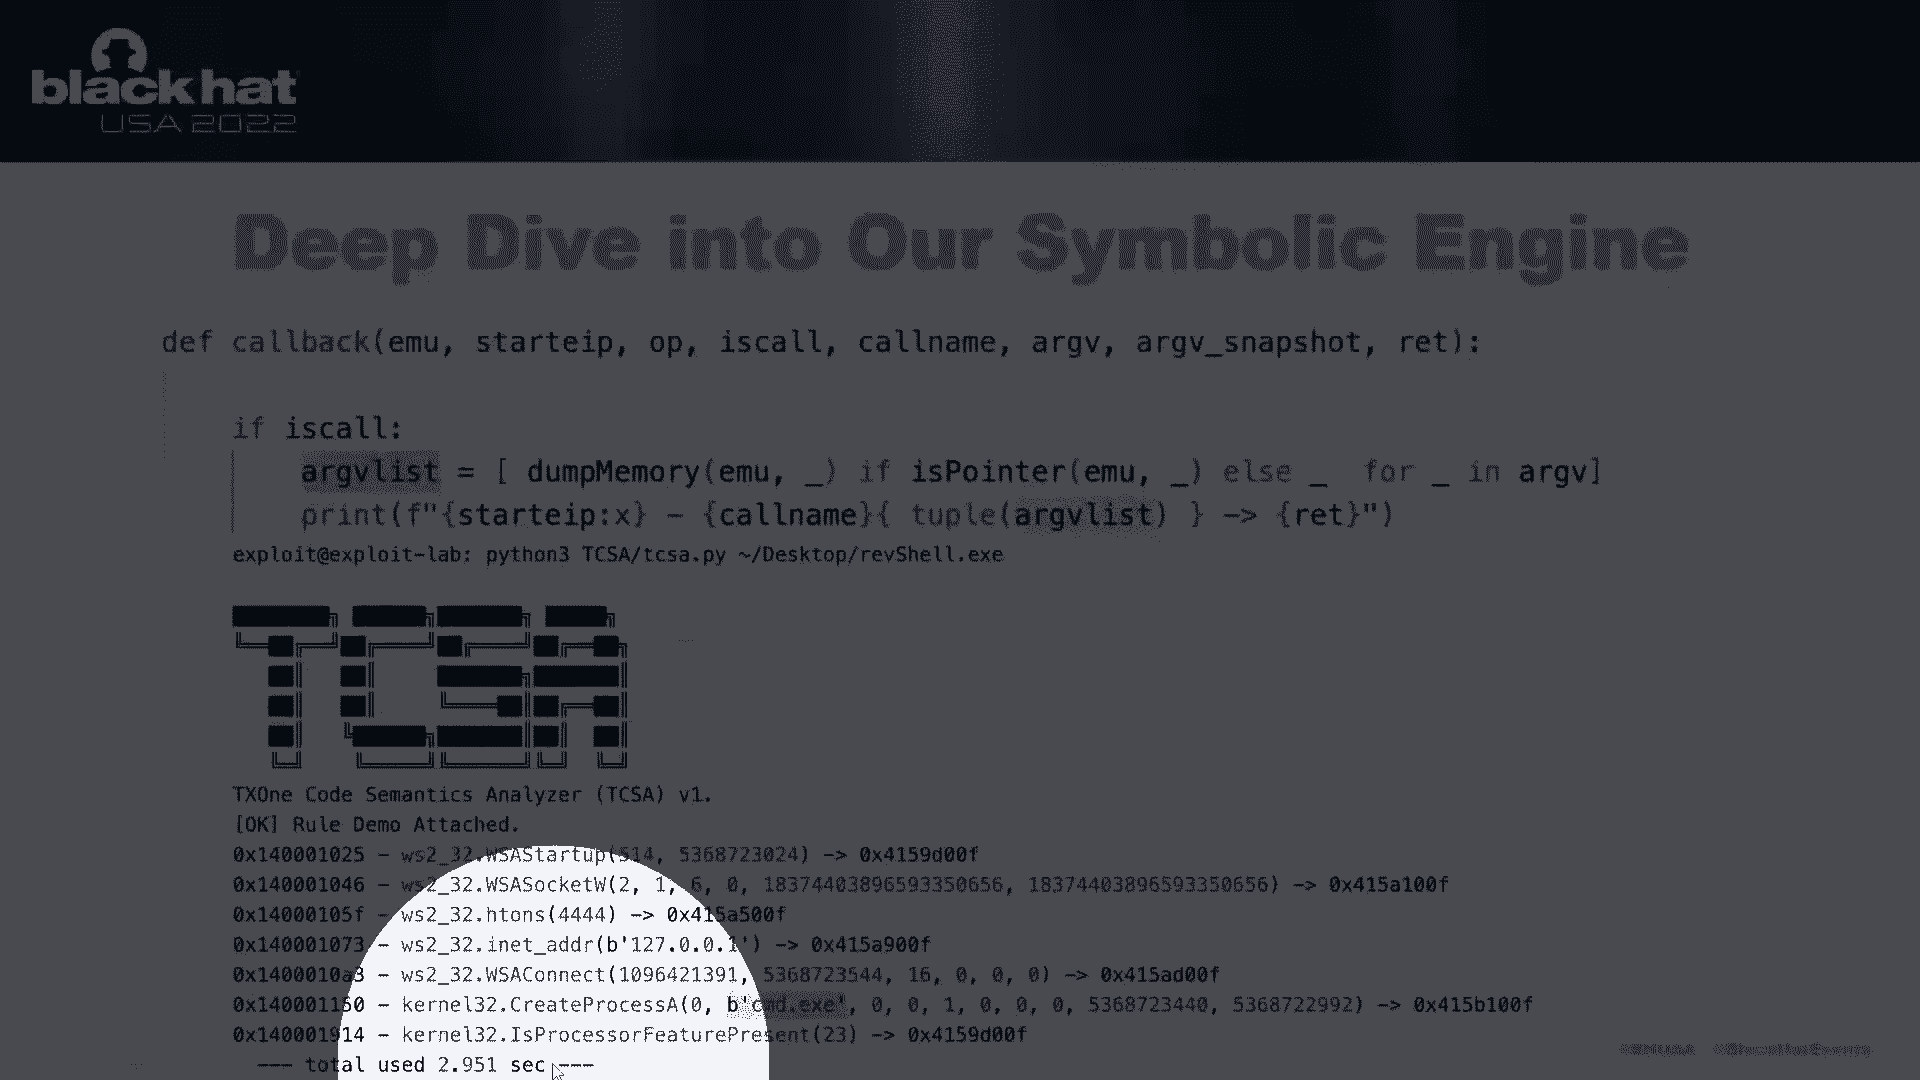 black hat
USA 2022
Deep Dive into Our Symbolic Engine
def callback(emu, starteip, op, iscall, callname, argv, argv_snapshot, ret):
if iscall:
argvlist = [ dumpMemory(emu, _) if isPointer(emu, _) else _  for _ in argv]
print(f"{starteip:x} - {callname}{ tuple(argvlist) } -> {ret}")
exploit@exploit-lab: python3 TCSA/tcsa.py ~/Desktop/revShell.exe
TCSA
TXOne Code Semantics Analyzer (TCSA) v1.
[OK] Rule Demo Attached.
0x140001025 - ws2_32.WSAStartup(514, 5368723024) -> 0x4159d00f
0x140001046 - ws2_32.WSASocketW(2, 1, 6, 0, 18374403896593350656, 18374403896593350656) -> 0x415a100f
0x14000105f - ws2_32.htons(4444) -> 0x415a500f
0x140001073 - ws2_32.inet_addr(b'127.0.0.1') -> 0x415a900f
0x1400010a3 - ws2_32.WSAConnect(1096421391, 5368723544, 16, 0, 0, 0) -> 0x415ad00f
0x140001150 - kernel32.CreateProcessA(0, b'cmd.exe', 0, 0, 1, 0, 0, 0, 5368723440, 5368722992) -> 0x415b100f
0x140001914 - kernel32.IsProcessorFeaturePresent(23) -> 0x4159d00f
--- total used 2.951 sec ---
#BHUSA @BlackHatEvents